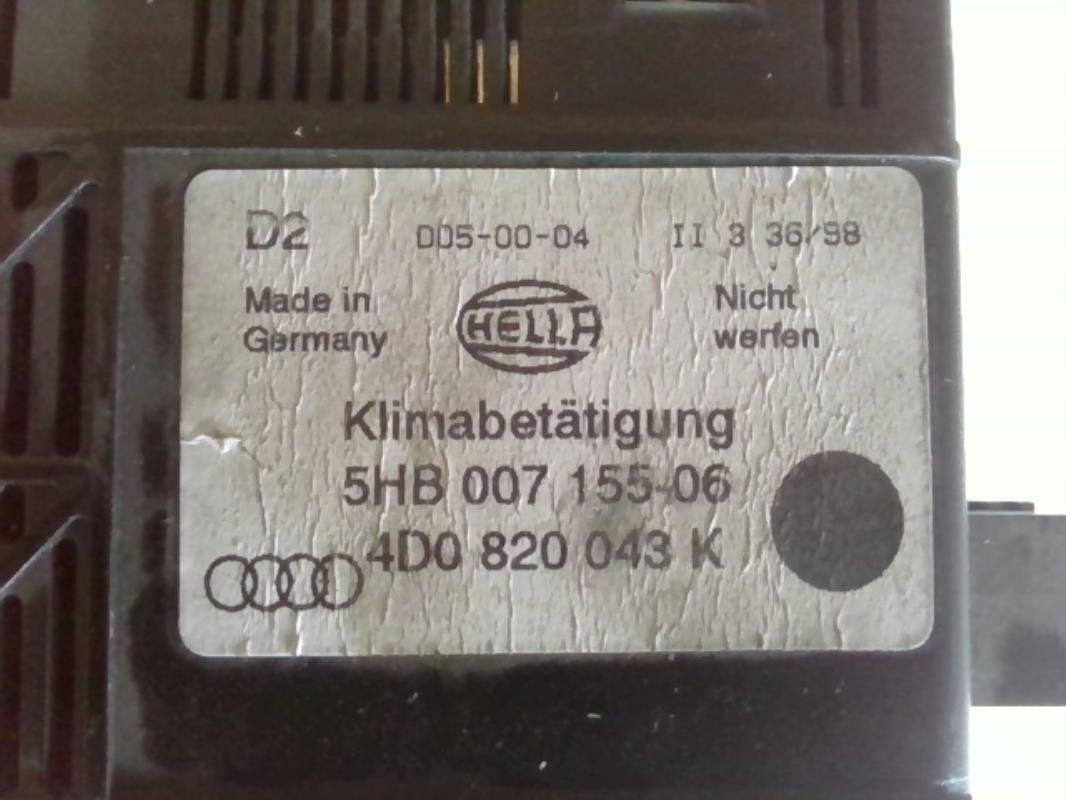 D2 005-00-04 II 3 36/98
Made in
Germany
HELLA
Nicht
werfen
Klimabetätigung
5HB 007 155-06
4D0 820 043 K